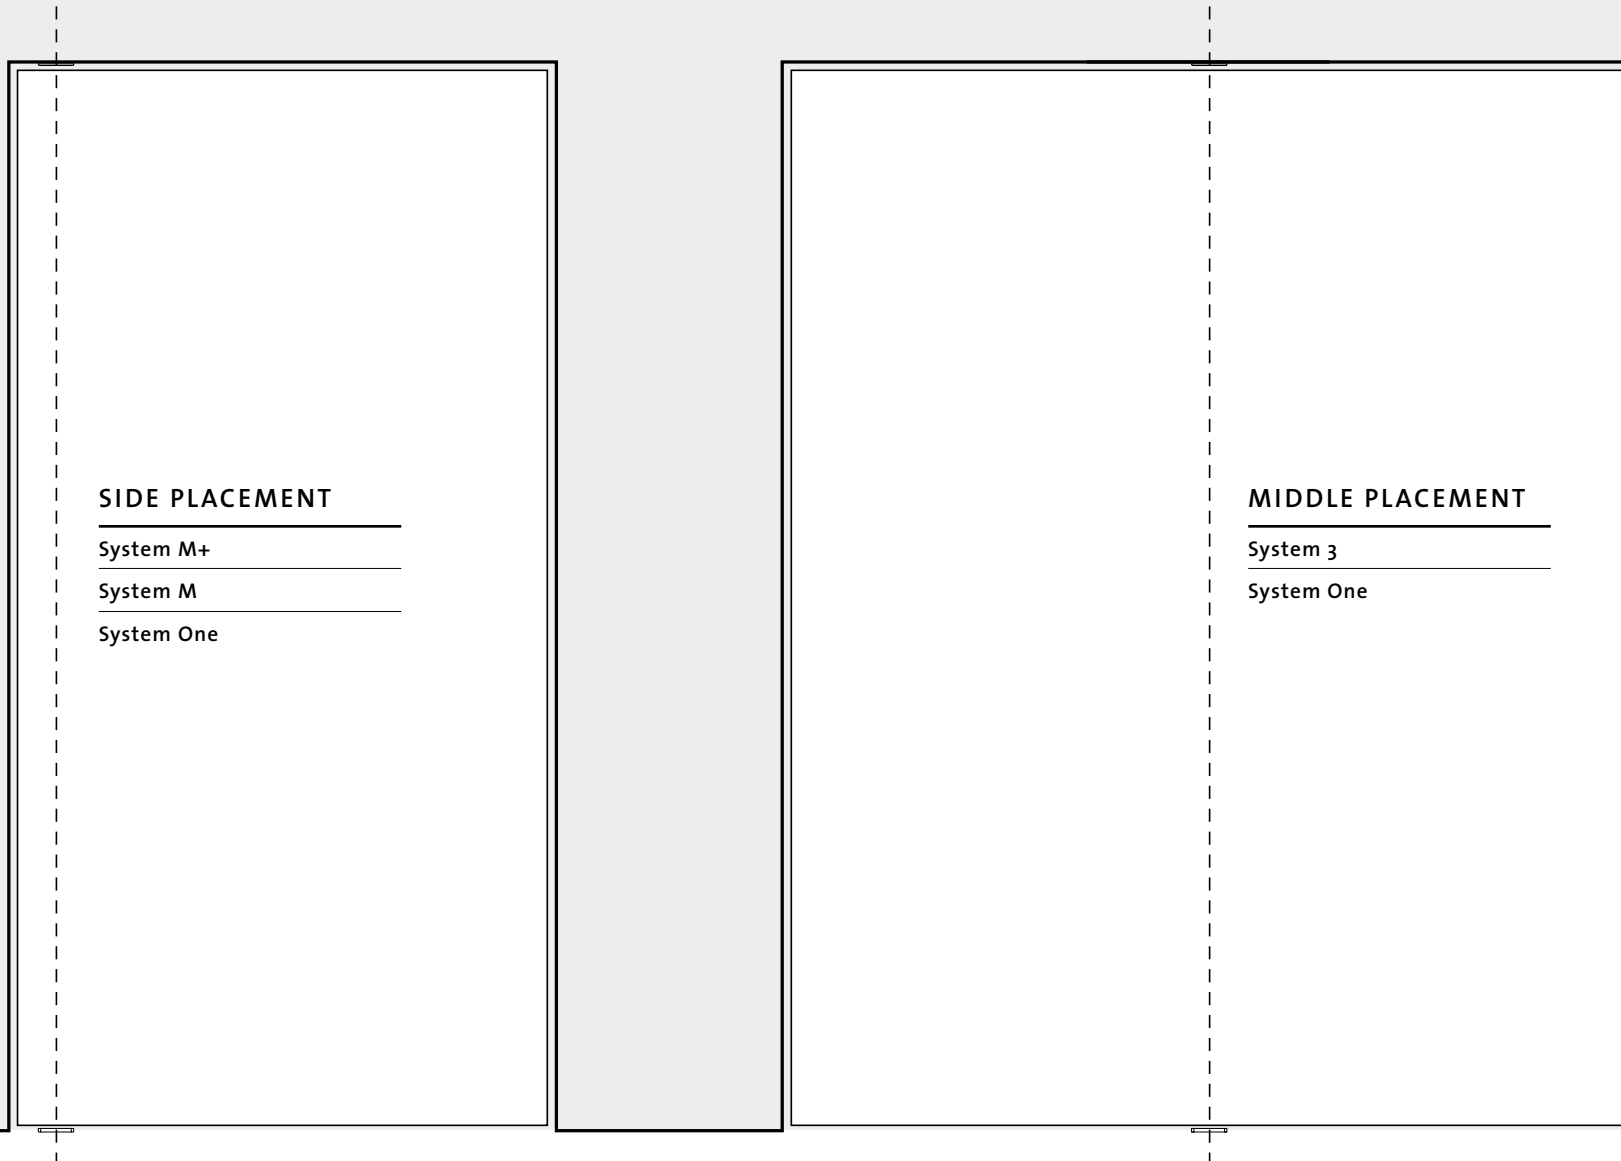 SIDE PLACEMENT
System M+
System M
System One
MIDDLE PLACEMENT
System 3
System One